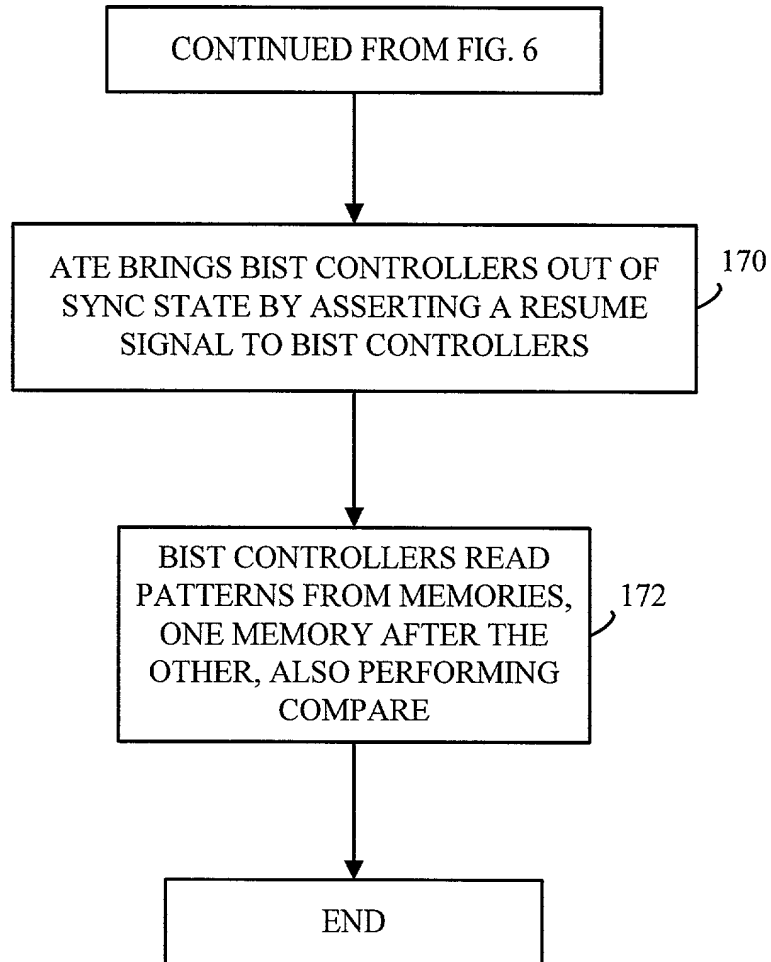 CONTINUED FROM FIG. 6
ATE BRINGS BIST CONTROLLERS OUT OF
SYNC STATE BY ASSERTING A RESUME
SIGNAL TO BIST CONTROLLERS
170
BIST CONTROLLERS READ
PATTERNS FROM MEMORIES,
ONE MEMORY AFTER THE
OTHER, ALSO PERFORMING
COMPARE
172
END